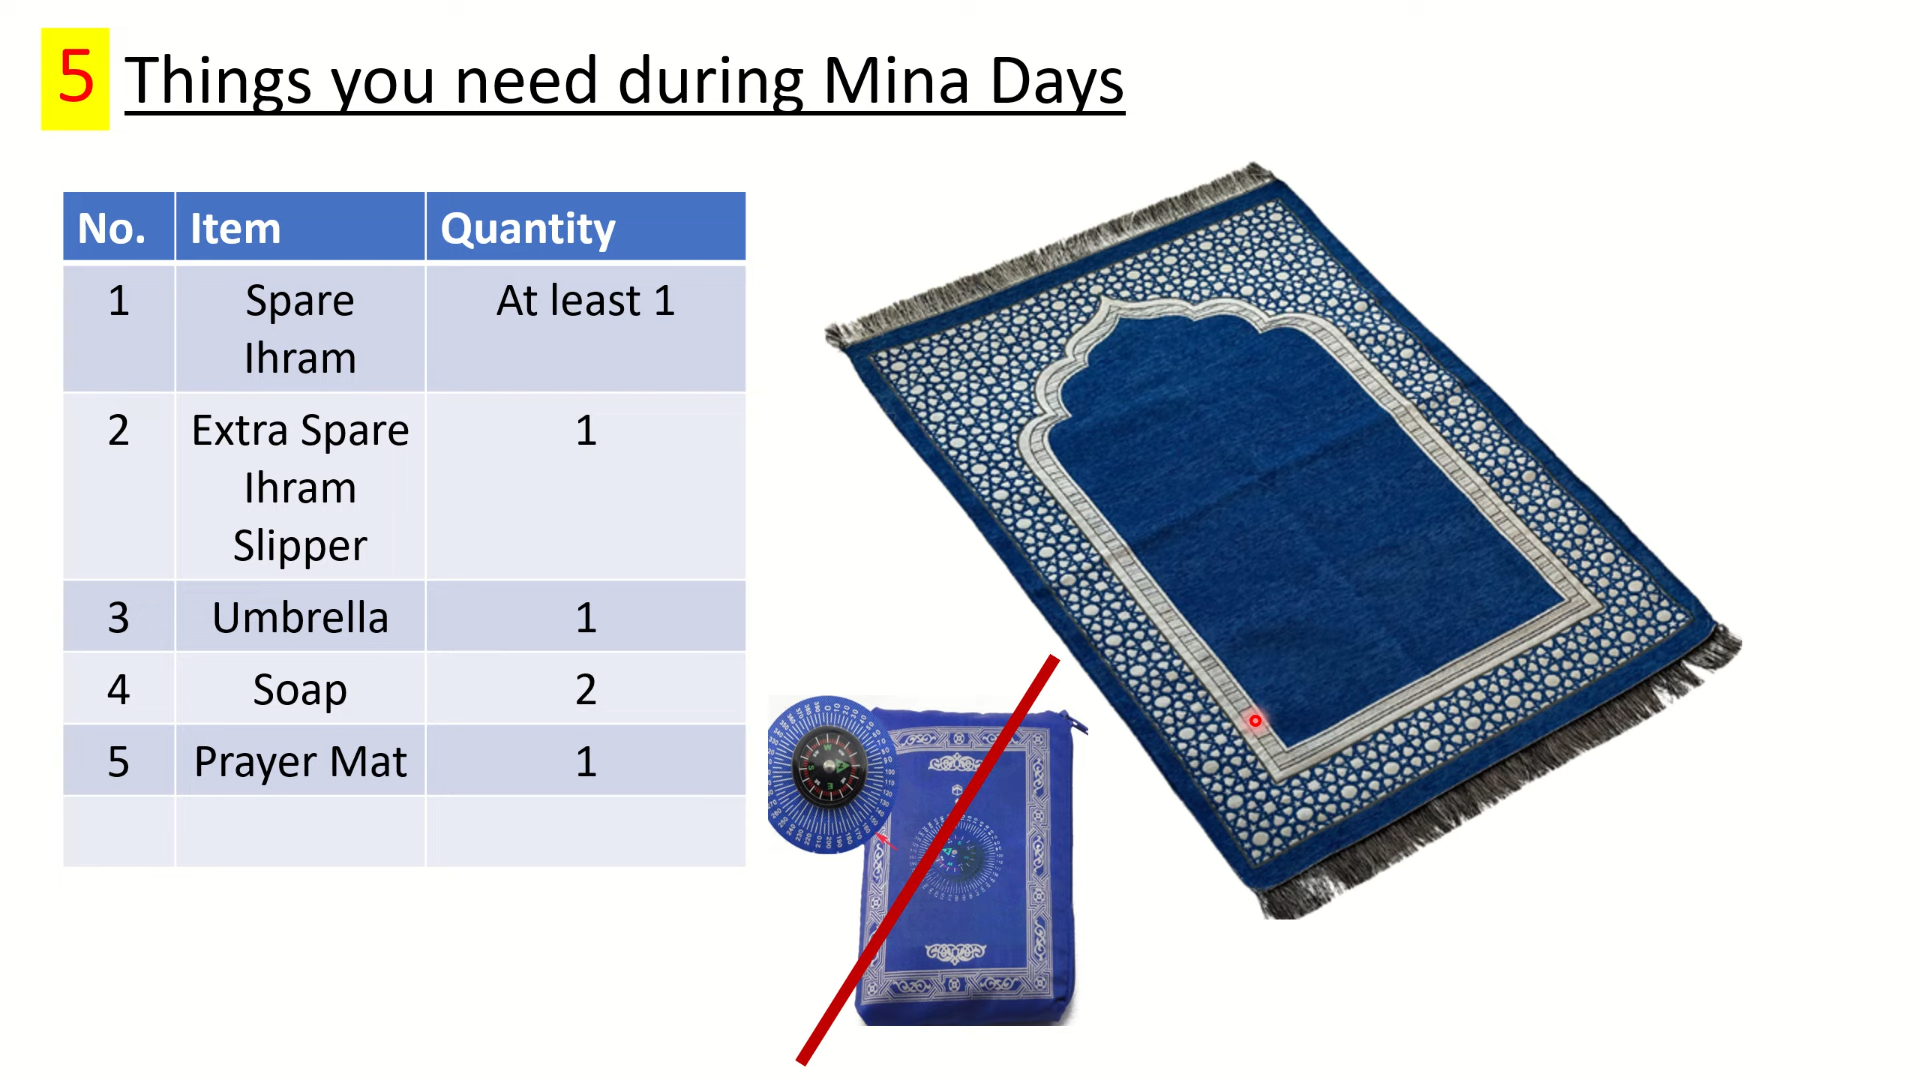 5 Things you need during Mina Days
No. Item Quantity
1 Spare At least 1
Ihram
2 Extra Spare 1
Ihram
Slipper
3 Umbrella 1
4 Soap 2
5 Prayer Mat 1